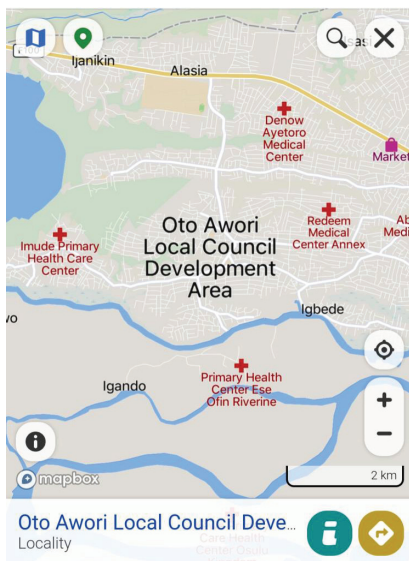 Ijanikin
Alasia
Denow
Ayetoro
Medical
Center
Market
Redeem
Medical
Center Annex
Imude Primary
Health Care
Center
Oto Awori
Local Council
Development
Area
Igbede
Igando
Primary Health
Center Ese
Ofin Riverine
mapbox
2 km
Oto Awori Local Council Deve...
Locality
Care Health